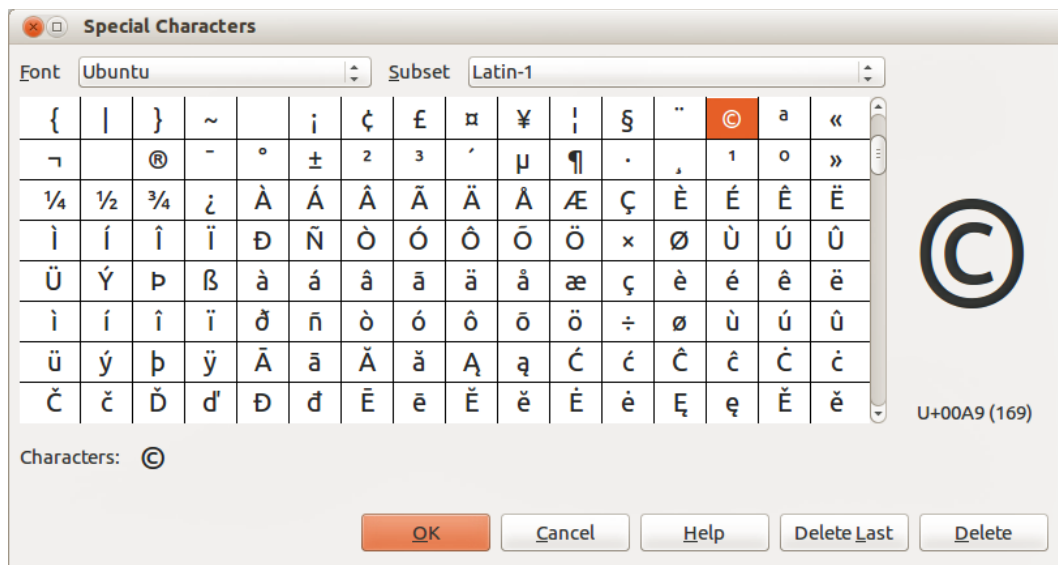 Special Characters
Font Ubuntu Subset Latin-1
{ | } ~ ¡ ¢ £ ¤ ¥ ¦ § ¨ © ª «
¬ ® ¯ ° ± ² ³ ´ µ ¶ · ¸ ¹ º »
¼ ½ ¾ ¿ À Á Â Ã Ä Å Æ Ç È É Ê Ë
Ì Í Î Ï Ð Ñ Ò Ó Ô Õ Ö × Ø Ù Ú Û
Ü Ý Þ ß à á â ã ä å æ ç è é ê ë
ì í î ï ð ñ ò ó ô õ ö ÷ ø ù ú û
ü ý þ ÿ Ā ā Ă ă Ą ą Ć ć Ĉ ĉ Ċ ċ
Č č Ď ď Đ đ Ē ē Ĕ ĕ Ė ė Ę ę Ě ě
©
U+00A9 (169)
Characters: ©
OK Cancel Help Delete Last Delete